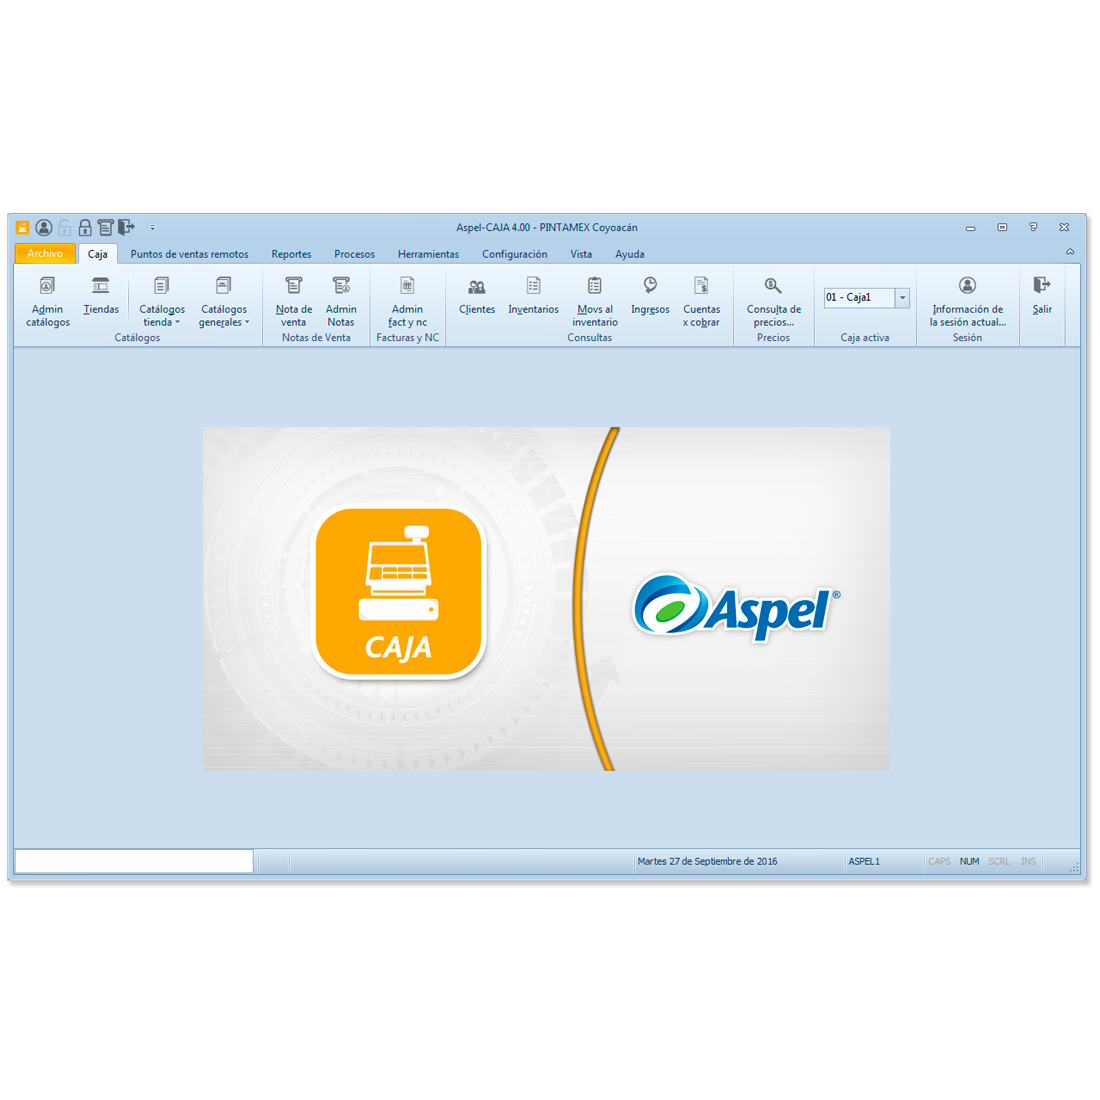 Aspel-CAJA 4.00 - PINTAMEX Coyoacán
Archivo Caja Puntos de ventas remotos Reportes Procesos Herramientas Configuración Vista Ayuda
Admin catálogos
Tiendas
Catálogos tienda
Catálogos generales
Catálogos
Nota de venta
Admin Notas
Notas de Venta
Admin fact y nc
Facturas y NC
Clientes
Inventarios
Movs al inventario
Ingresos
Cuentas x cobrar
Consultas
Consulta de precios...
Precios
01 - Caja1
Caja activa
Información de la sesión actual...
Sesión
Salir
CAJA
Aspel®
Martes 27 de Septiembre de 2016
ASPEL1
CAPS NUM SCRL INS